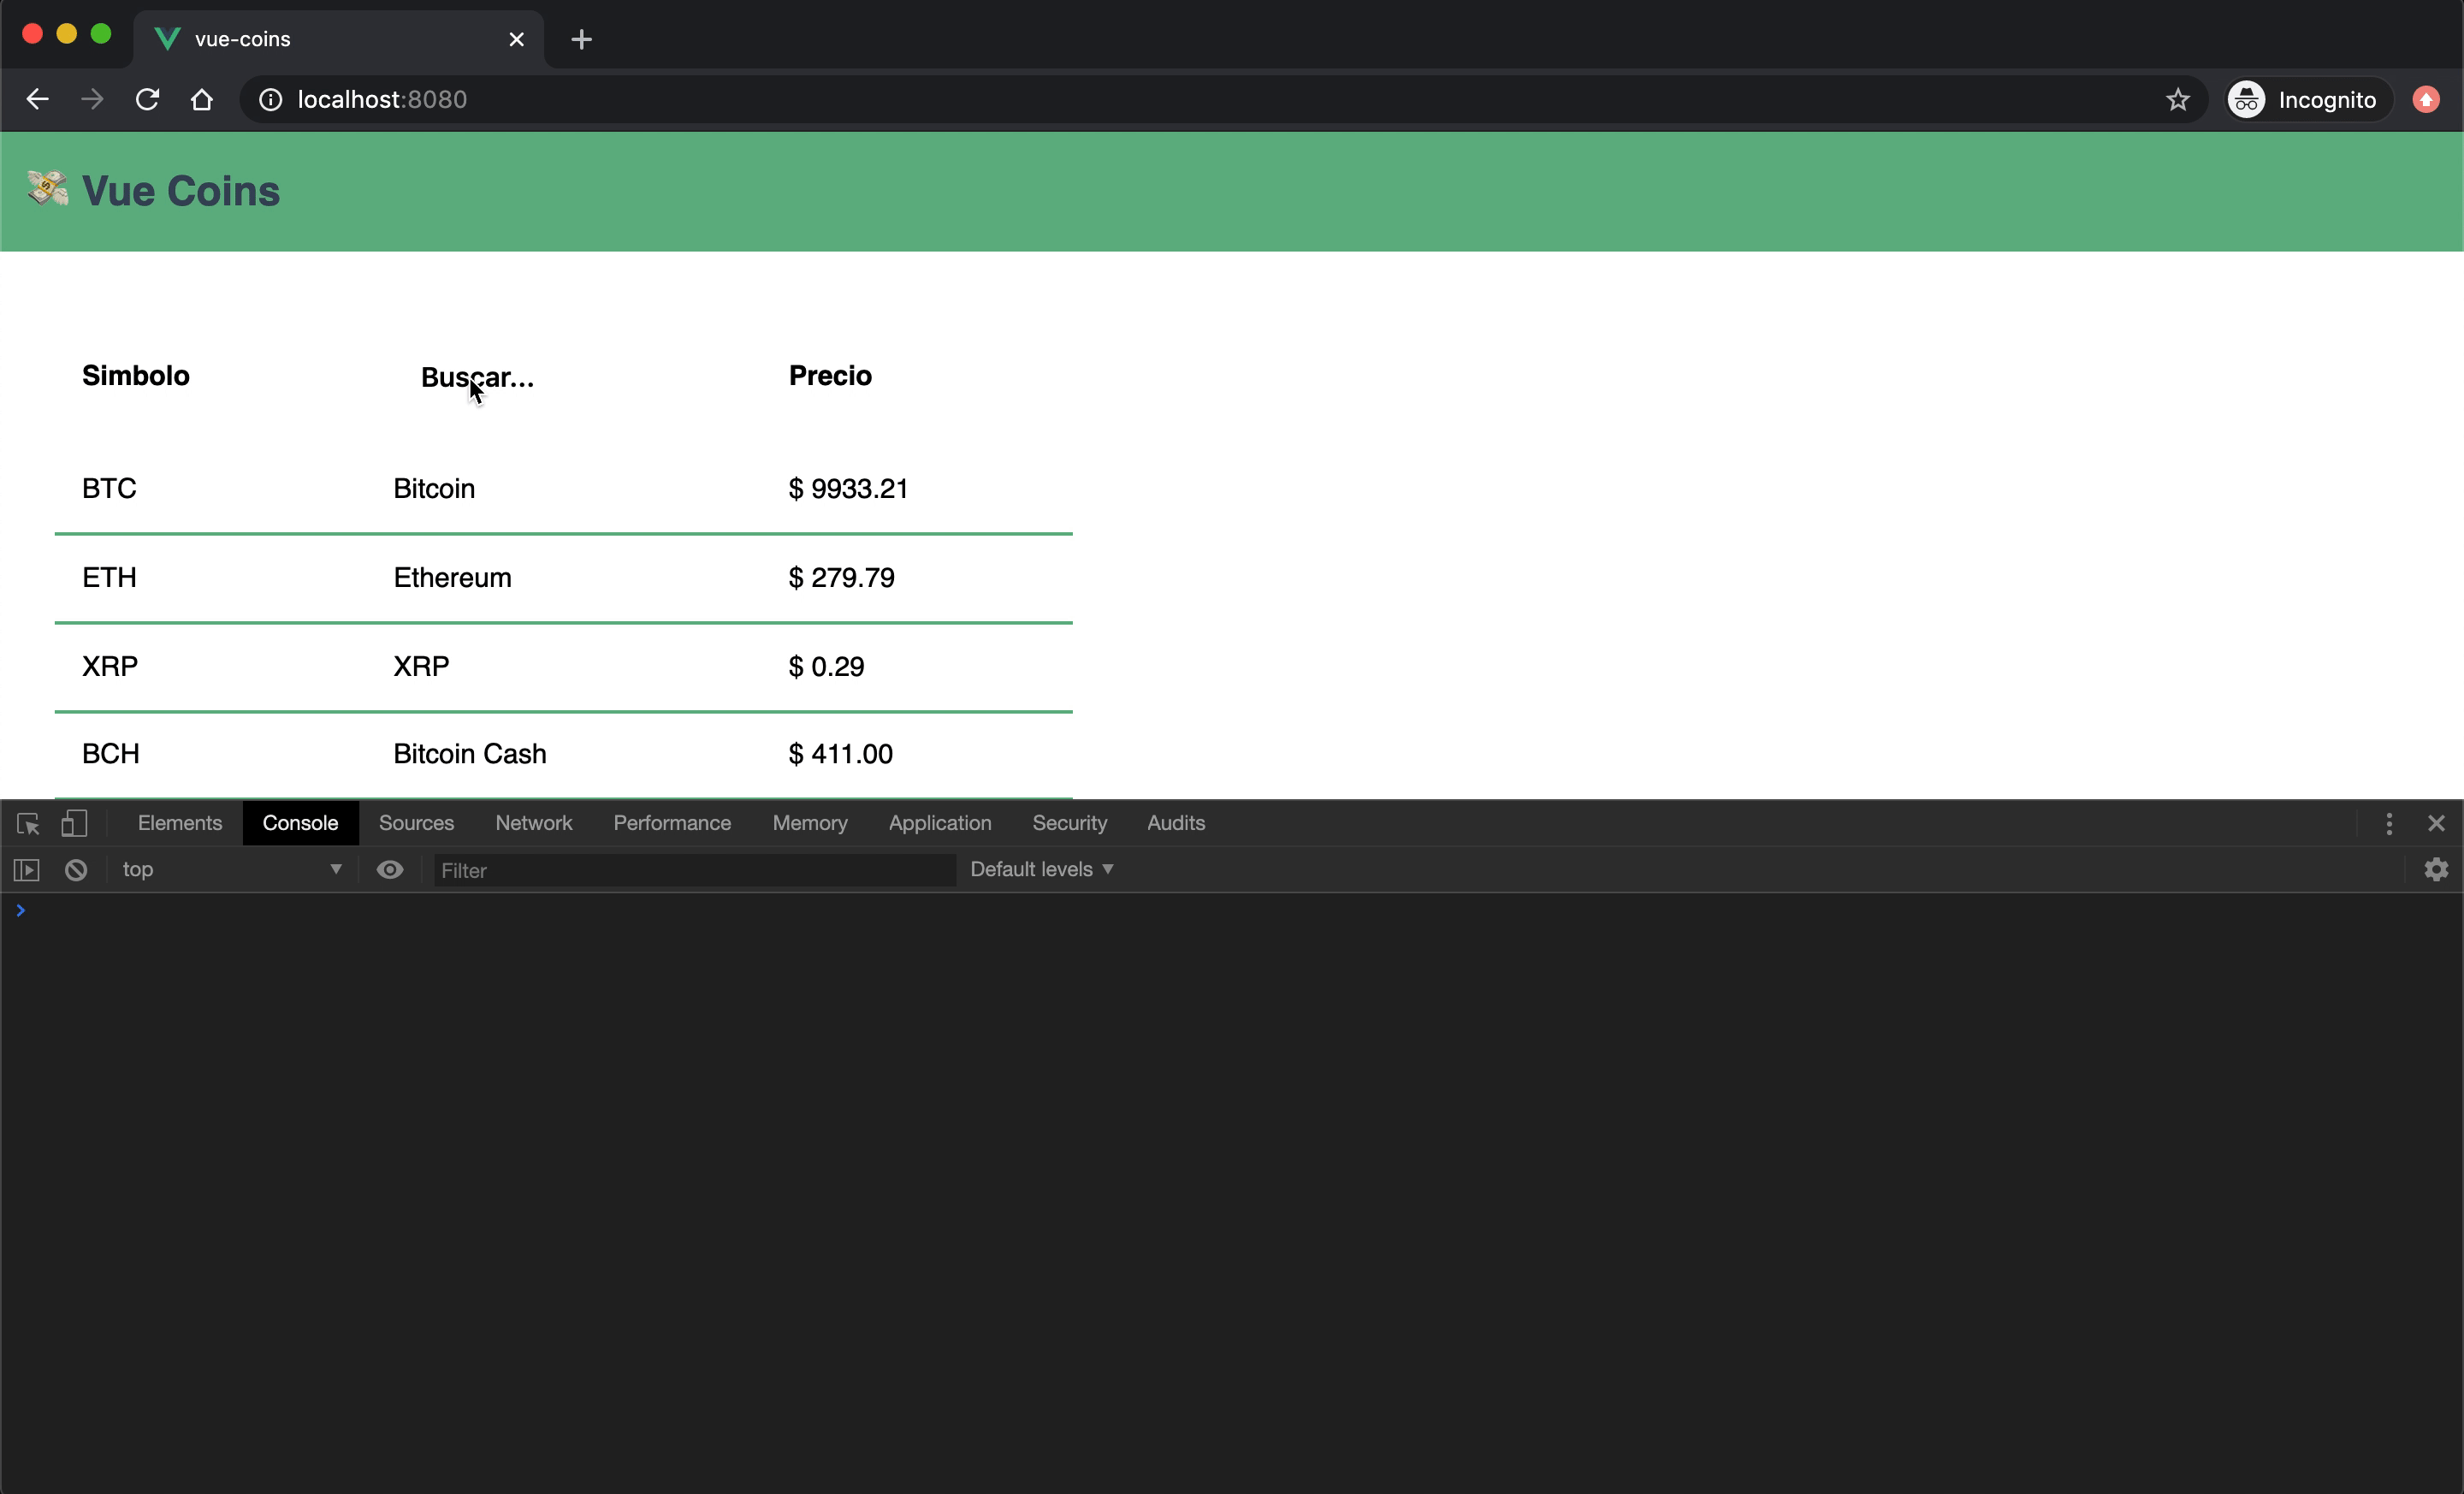 vue-coins
localhost:8080
Incognito
Vue Coins
Simbolo Buscar... Precio
BTC Bitcoin $ 9933.21
ETH Ethereum $ 279.79
XRP XRP $ 0.29
BCH Bitcoin Cash $ 411.00
Elements Console Sources Network Performance Memory Application Security Audits
top Filter Default levels